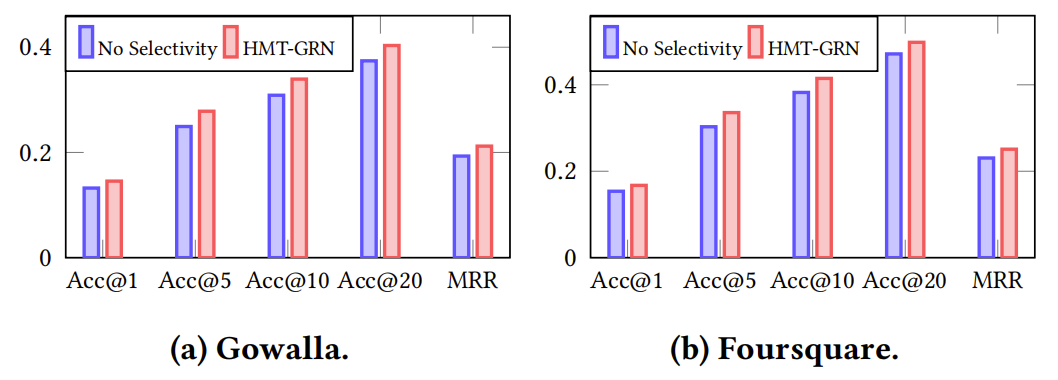 No Selectivity HMT-GRN
0.4
0.2
0
Acc@1 Acc@5 Acc@10 Acc@20 MRR
(a) Gowalla.
No Selectivity HMT-GRN
0.4
0.2
0
Acc@1 Acc@5 Acc@10 Acc@20 MRR
(b) Foursquare.